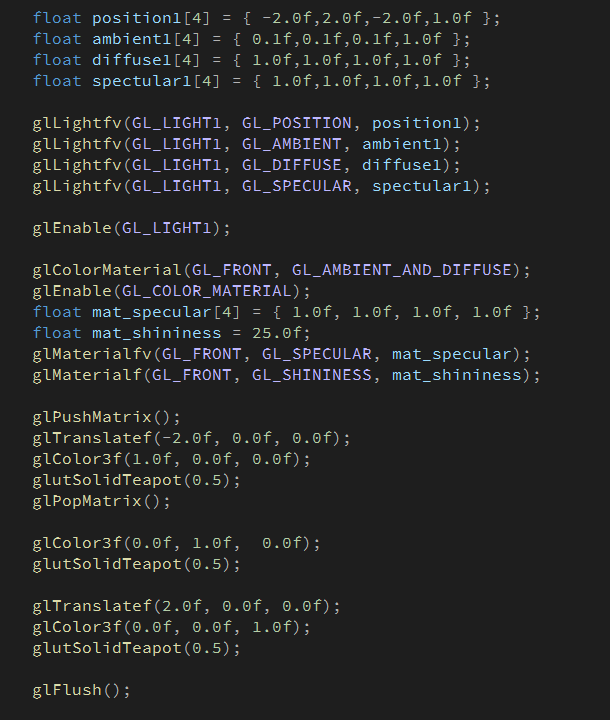 float position1[4] = { -2.0f,2.0f,-2.0f,1.0f };
float ambient1[4] = { 0.1f,0.1f,0.1f,1.0f };
float diffuse1[4] = { 1.0f,1.0f,1.0f,1.0f };
float spectular1[4] = { 1.0f,1.0f,1.0f,1.0f };
glLightfv(GL_LIGHT1, GL_POSITION, position1);
glLightfv(GL_LIGHT1, GL_AMBIENT, ambient1);
glLightfv(GL_LIGHT1, GL_DIFFUSE, diffuse1);
glLightfv(GL_LIGHT1, GL_SPECULAR, spectular1);
glEnable(GL_LIGHT1);
glColorMaterial(GL_FRONT, GL_AMBIENT_AND_DIFFUSE);
glEnable(GL_COLOR_MATERIAL);
float mat_specular[4] = { 1.0f, 1.0f, 1.0f, 1.0f };
float mat_shininess = 25.0f;
glMaterialfv(GL_FRONT, GL_SPECULAR, mat_specular);
glMaterialf(GL_FRONT, GL_SHININESS, mat_shininess);
glPushMatrix();
glTranslatef(-2.0f, 0.0f, 0.0f);
glColor3f(1.0f, 0.0f, 0.0f);
glutSolidTeapot(0.5);
glPopMatrix();
glColor3f(0.0f, 1.0f,  0.0f);
glutSolidTeapot(0.5);
glTranslatef(2.0f, 0.0f, 0.0f);
glColor3f(0.0f, 0.0f, 1.0f);
glutSolidTeapot(0.5);
glFlush();